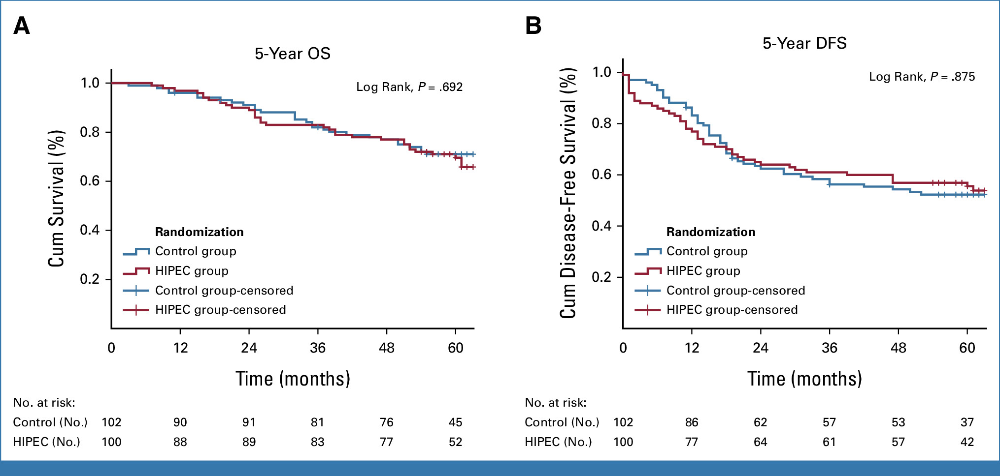 A
5-Year OS
Log Rank, P = .692
Cum Survival (%)
1.0
0.8
0.6
0.4
0.2
Randomization
Control group
HIPEC group
Control group-censored
HIPEC group-censored
0 12 24 36 48 60
Time (months)
No. at risk:
Control (No.) 102 90 91 81 76 45
HIPEC (No.) 100 88 89 83 77 52
B
5-Year DFS
Log Rank, P = .875
Cum Disease-Free Survival (%)
1.0
0.8
0.6
0.4
0.2
Randomization
Control group
HIPEC group
Control group-censored
HIPEC group-censored
0 12 24 36 48 60
Time (months)
No. at risk:
Control (No.) 102 86 62 57 53 37
HIPEC (No.) 100 77 64 61 57 42